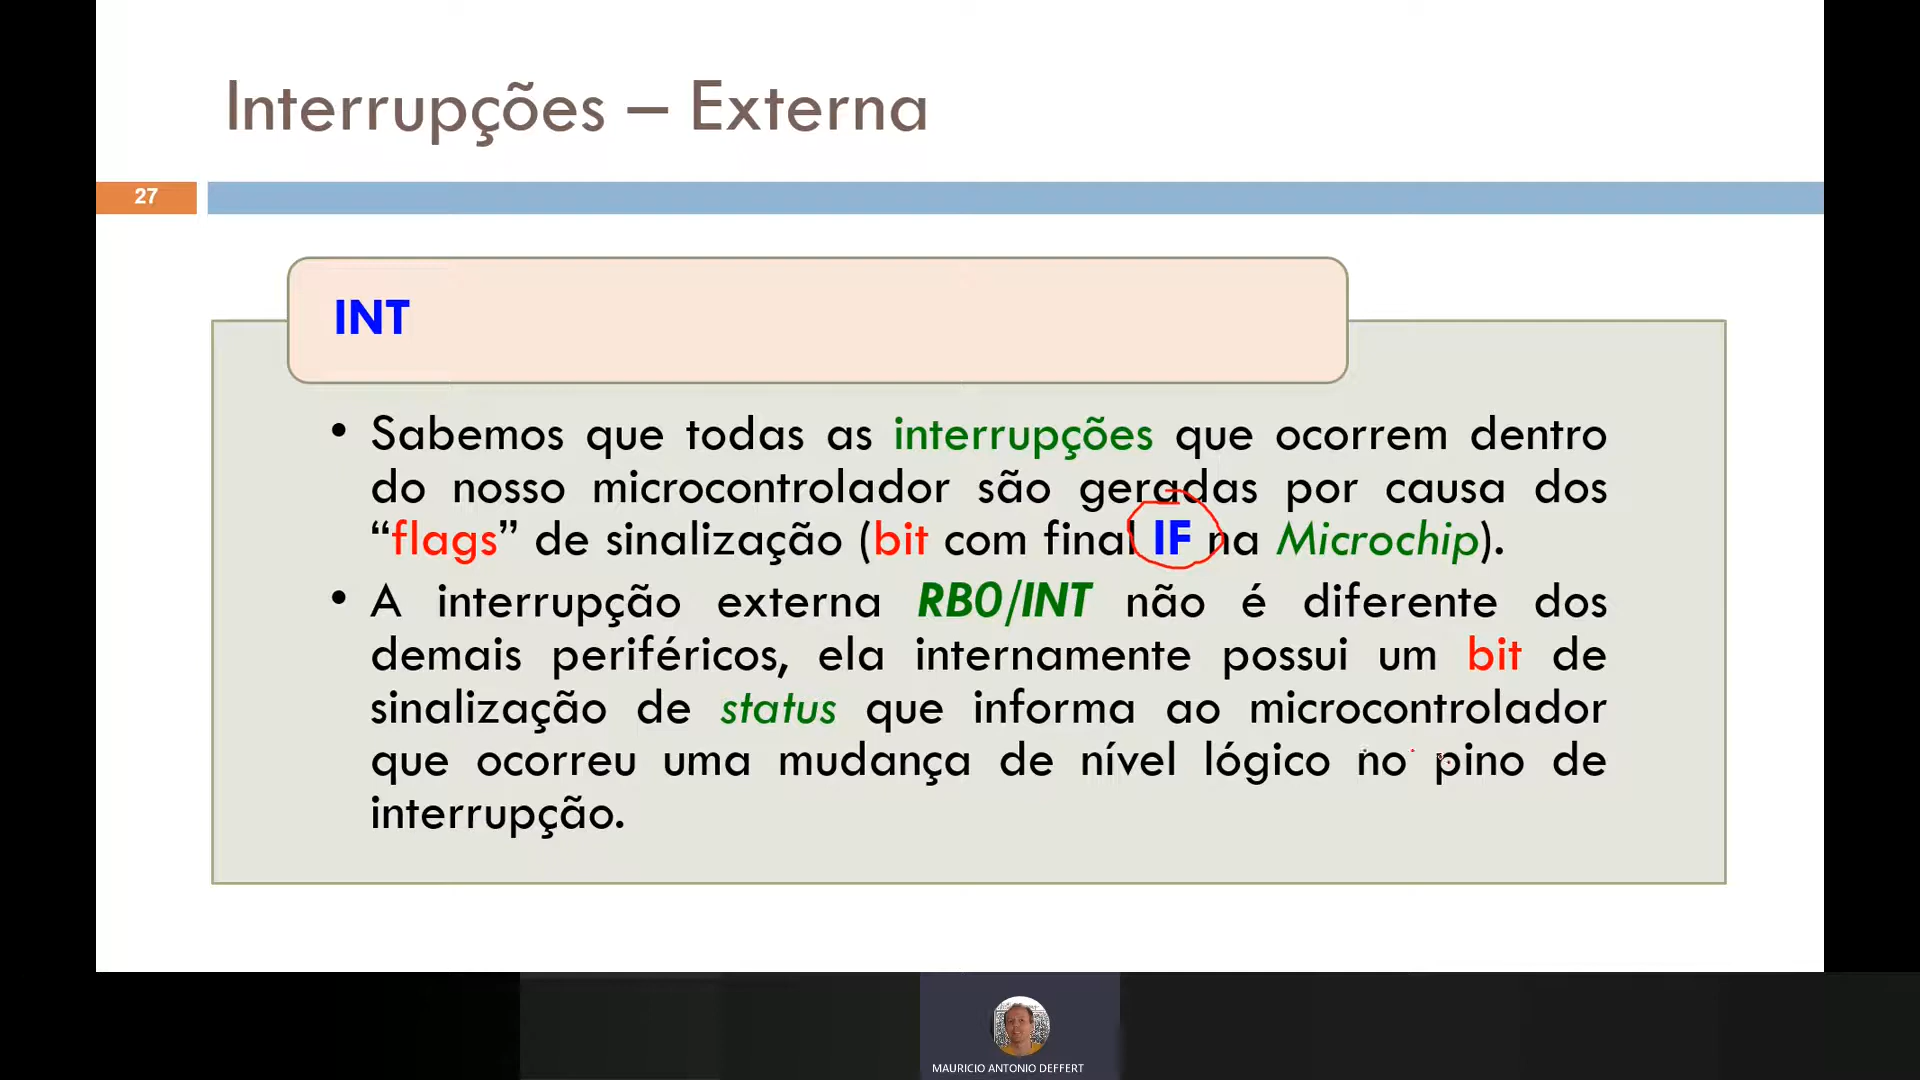 Interrupções – Externa
27
INT
• Sabemos que todas as interrupções que ocorrem dentro
do nosso microcontrolador são geradas por causa dos
“flags” de sinalização (bit com final IF na Microchip).
• A interrupção externa RB0/INT não é diferente dos
demais periféricos, ela internamente possui um bit de
sinalização de status que informa ao microcontrolador
que ocorreu uma mudança de nível lógico no pino de
interrupção.
MAURICIO ANTONIO DEFFERT